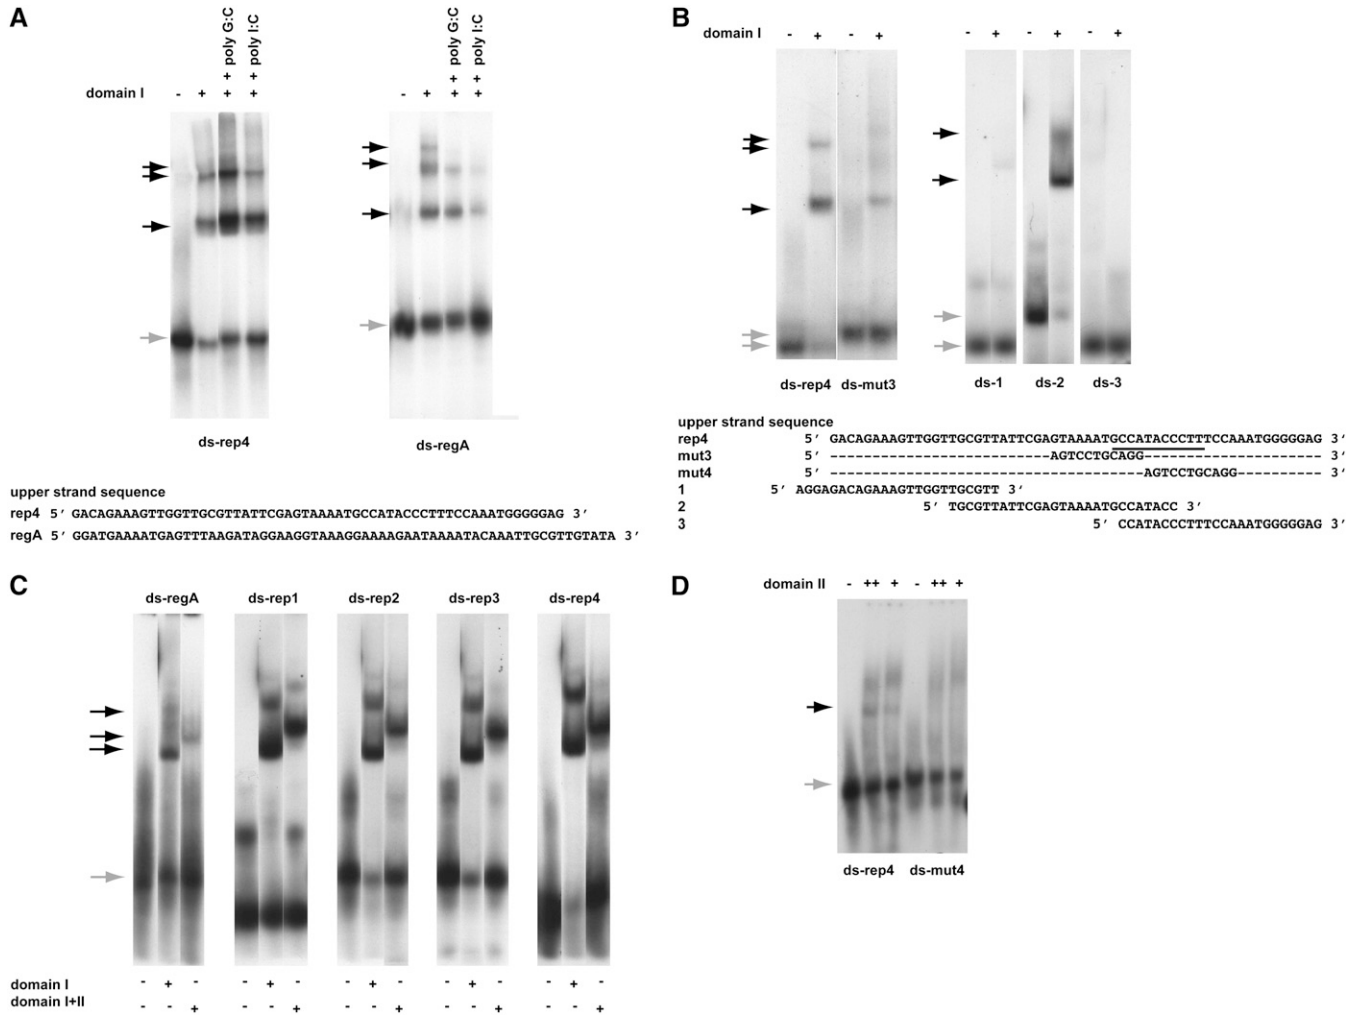 A
+ poly G:C
+ poly I:C
+ poly G:C
+ poly I:C
domain I - + + + - + + +
ds-rep4 ds-regA
upper strand sequence
rep4 5′ GACAGAAAGTTGGTTGCGTTATTCGAGTAAAATGCCATACCCTTTCCAAATGGGGGAG 3′
regA 5′ GGATGAAAATGAGTTTAAGATAGGAAGGTAAAGGAAAAGAATAAAATACAAATTGCGTTGTATA 3′
B
domain I - + - + - + - + - +
ds-rep4 ds-mut3 ds-1 ds-2 ds-3
upper strand sequence
rep4 5′ GACAGAAAGTTGGTTGCGTTATTCGAGTAAAATGCCATACCCTTTCCAAATGGGGGAG 3′
mut3 5′ --------------------------AGTCCTGCAGG--------------------- 3′
mut4 5′ -------------------------------------AGTCCTGCAGG---------- 3′
1 5′ AGGAGACAGAAAGTTGGTTGCGTT 3′
2 5′ TGCGTTATTCGAGTAAAATGCCATACC 3′
3 5′ CCATACCCTTTCCAAATGGGGGAG 3′
C
ds-regA ds-rep1 ds-rep2 ds-rep3 ds-rep4
domain I - + - - + - - + - - + - - + -
domain I+II - - + - - + - - + - - + - - +
D
domain II - ++ + - ++ +
ds-rep4 ds-mut4